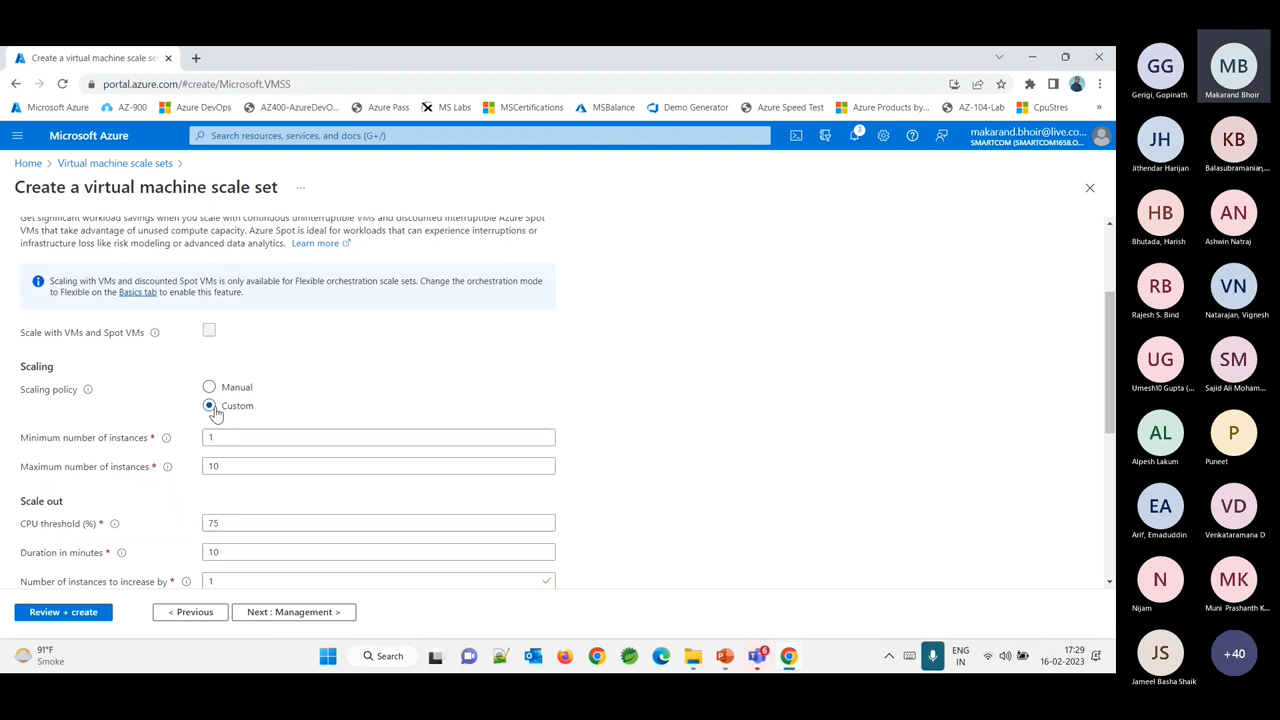 Create a virtual machine scale se
portal.azure.com/#create/Microsoft.VMSS
Microsoft Azure
AZ-900
Azure DevOps
AZ400-AzureDevO...
Azure Pass
MS Labs
MSCertifications
MSBalance
Demo Generator
Azure Speed Test
Azure Products by...
AZ-104-Lab
CpuStres
»
Microsoft Azure
Search resources, services, and docs (G+/)
3
makarand.bhoir@live.co...
SMARTCOM (SMARTCOM1658.O...
Home > Virtual machine scale sets >
Create a virtual machine scale set ...
Get significant workload savings when you scale with continuous uninterruptible VMs and discounted interruptible Azure Spot
VMs that take advantage of unused compute capacity. Azure Spot is ideal for workloads that can experience interruptions or
infrastructure loss like risk modeling or advanced data analytics. Learn more
Scaling with VMs and discounted Spot VMs is only available for Flexible orchestration scale sets. Change the orchestration mode
to Flexible on the Basics tab to enable this feature.
Scale with VMs and Spot VMs
Scaling
Scaling policy
Manual
Custom
Minimum number of instances *
1
Maximum number of instances *
10
Scale out
CPU threshold (%) *
75
Duration in minutes *
10
Number of instances to increase by *
1
Review + create
< Previous
Next : Management >
91°F
Smoke
Search
6
ENG
IN
17:29
16-02-2023
GG
Gerigi, Gopinath
MB
Makarand Bhoir
JH
Jithendar Harijan
KB
Balasubramanian,...
HB
Bhutada, Harish
AN
Ashwin Natraj
RB
Rajesh S. Bind
VN
Natarajan, Vignesh
UG
Umesh10 Gupta (...
SM
Sajid Ali Moham...
AL
Alpesh Lakum
P
Puneet
EA
Arif, Emaduddin
VD
Venkataramana D
N
Nijam
MK
Muni Prashanth K...
JS
Jameel Basha Shaik
+40